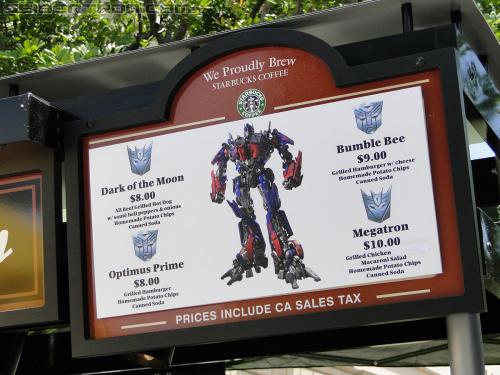 We Proudly Brew
STARBUCKS COFFEE
STARBUCKS
COFFEE
Dark of the Moon
$8.00
All Beef Grilled Hot Dog
w/ sauté bell peppers & onions
Homemade Potato Chips
Canned Soda
Optimus Prime
$8.00
Grilled Hamburger
Homemade Potato Chips
Canned Soda
Bumble Bee
$9.00
Grilled Hamburger w/ cheese
Homemade Potato Chips
Canned Soda
Megatron
$10.00
Grilled Chicken
Macaroni Salad
Homemade Potato Chips
Canned Soda
PRICES INCLUDE CA SALES TAX